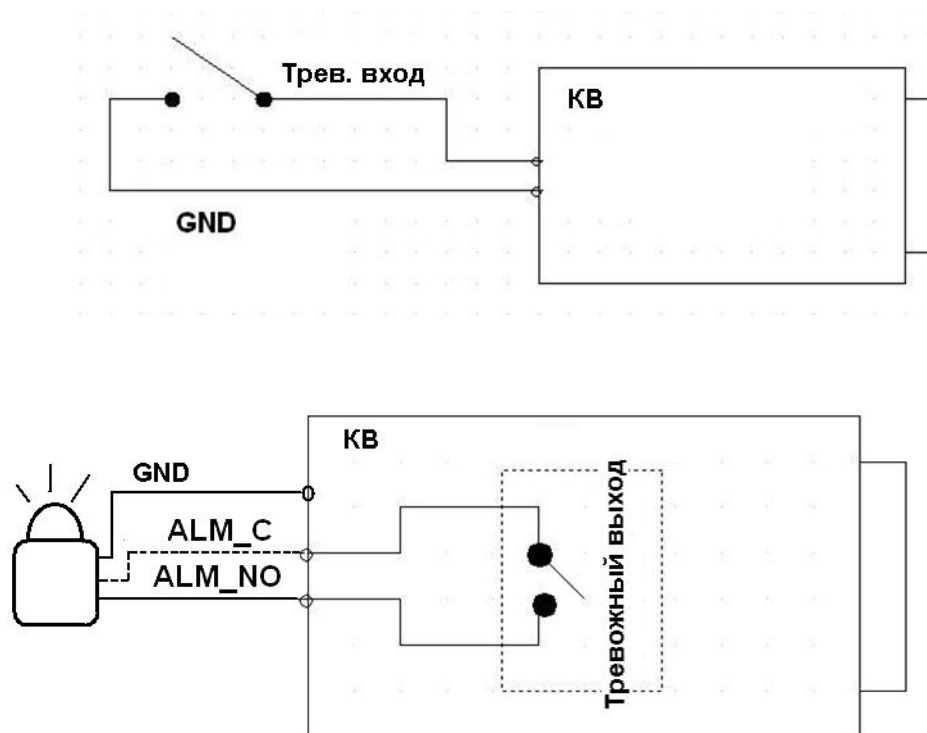 Трев. вход
КВ
GND
КВ
GND
ALM_C
ALM_NO
Тревожный выход